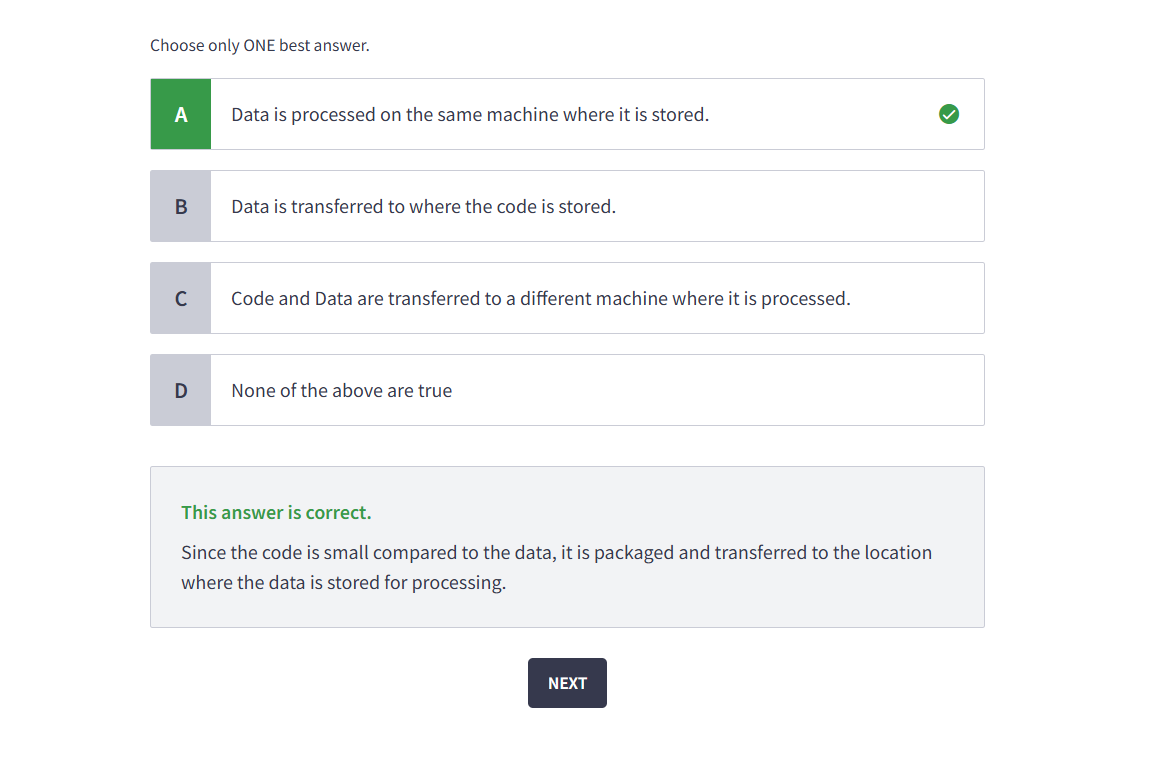 Choose only ONE best answer.
A
Data is processed on the same machine where it is stored.
B
Data is transferred to where the code is stored.
C
Code and Data are transferred to a different machine where it is processed.
D
None of the above are true
This answer is correct.
Since the code is small compared to the data, it is packaged and transferred to the location
where the data is stored for processing.
NEXT